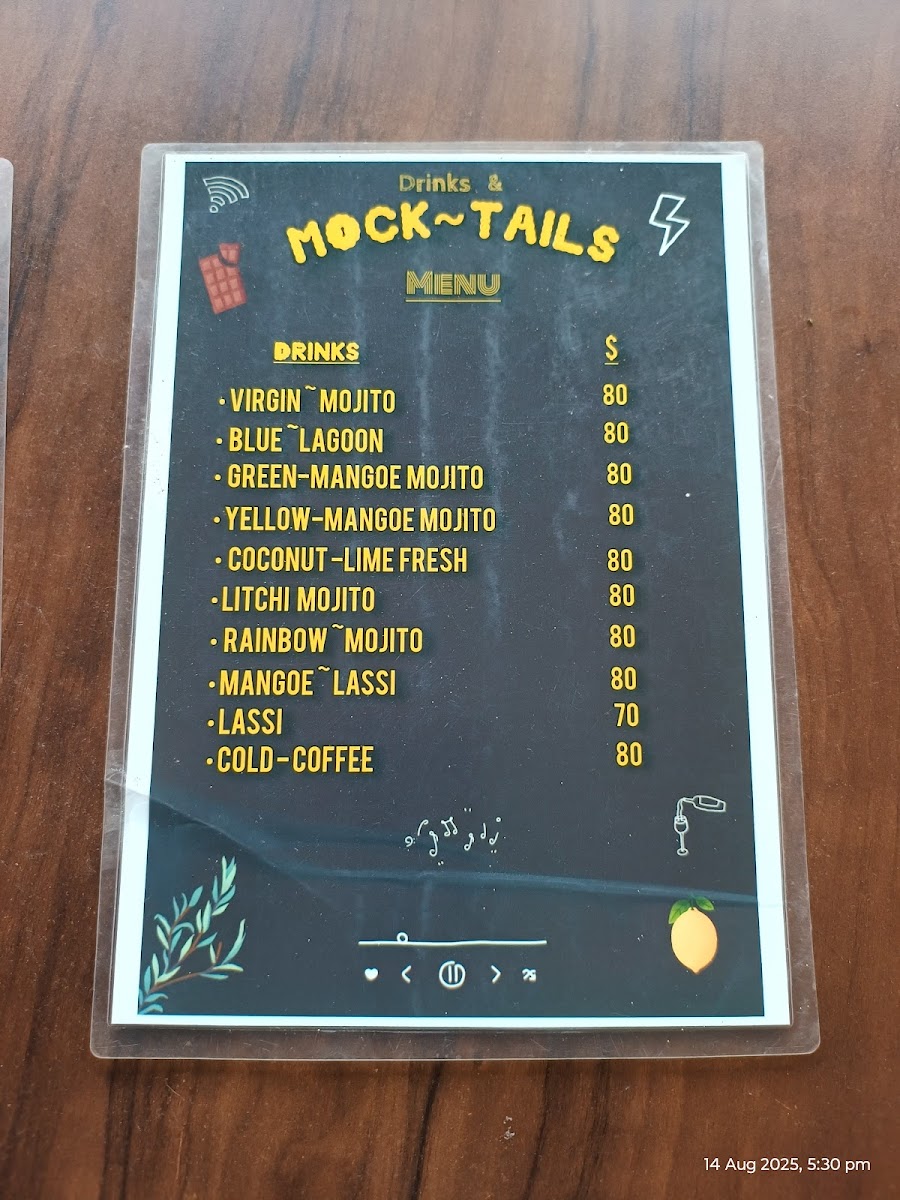 Drinks &
MOCK~TAILS
MENU
DRINKS $
• VIRGIN~MOJITO 80
• BLUE~LAGOON 80
• GREEN-MANGOE MOJITO 80
• YELLOW-MANGOE MOJITO 80
• COCONUT-LIME FRESH 80
• LITCHI MOJITO 80
• RAINBOW~MOJITO 80
• MANGOE~LASSI 80
• LASSI 70
• COLD-COFFEE 80
14 Aug 2025, 5:30 pm